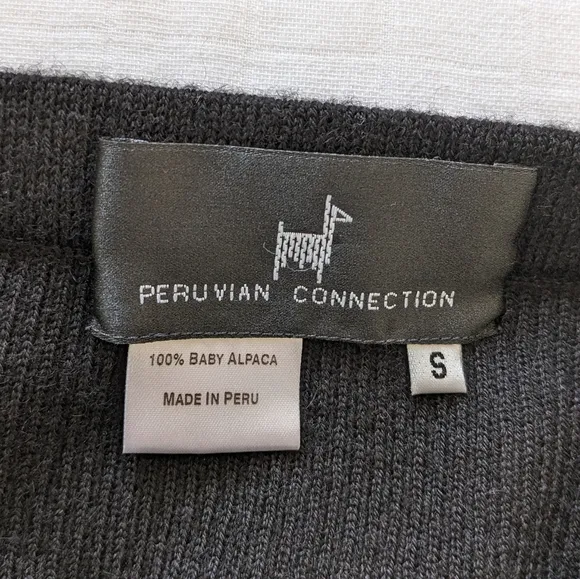 PERUVIAN CONNECTION
100% BABY ALPACA
MADE IN PERU
S